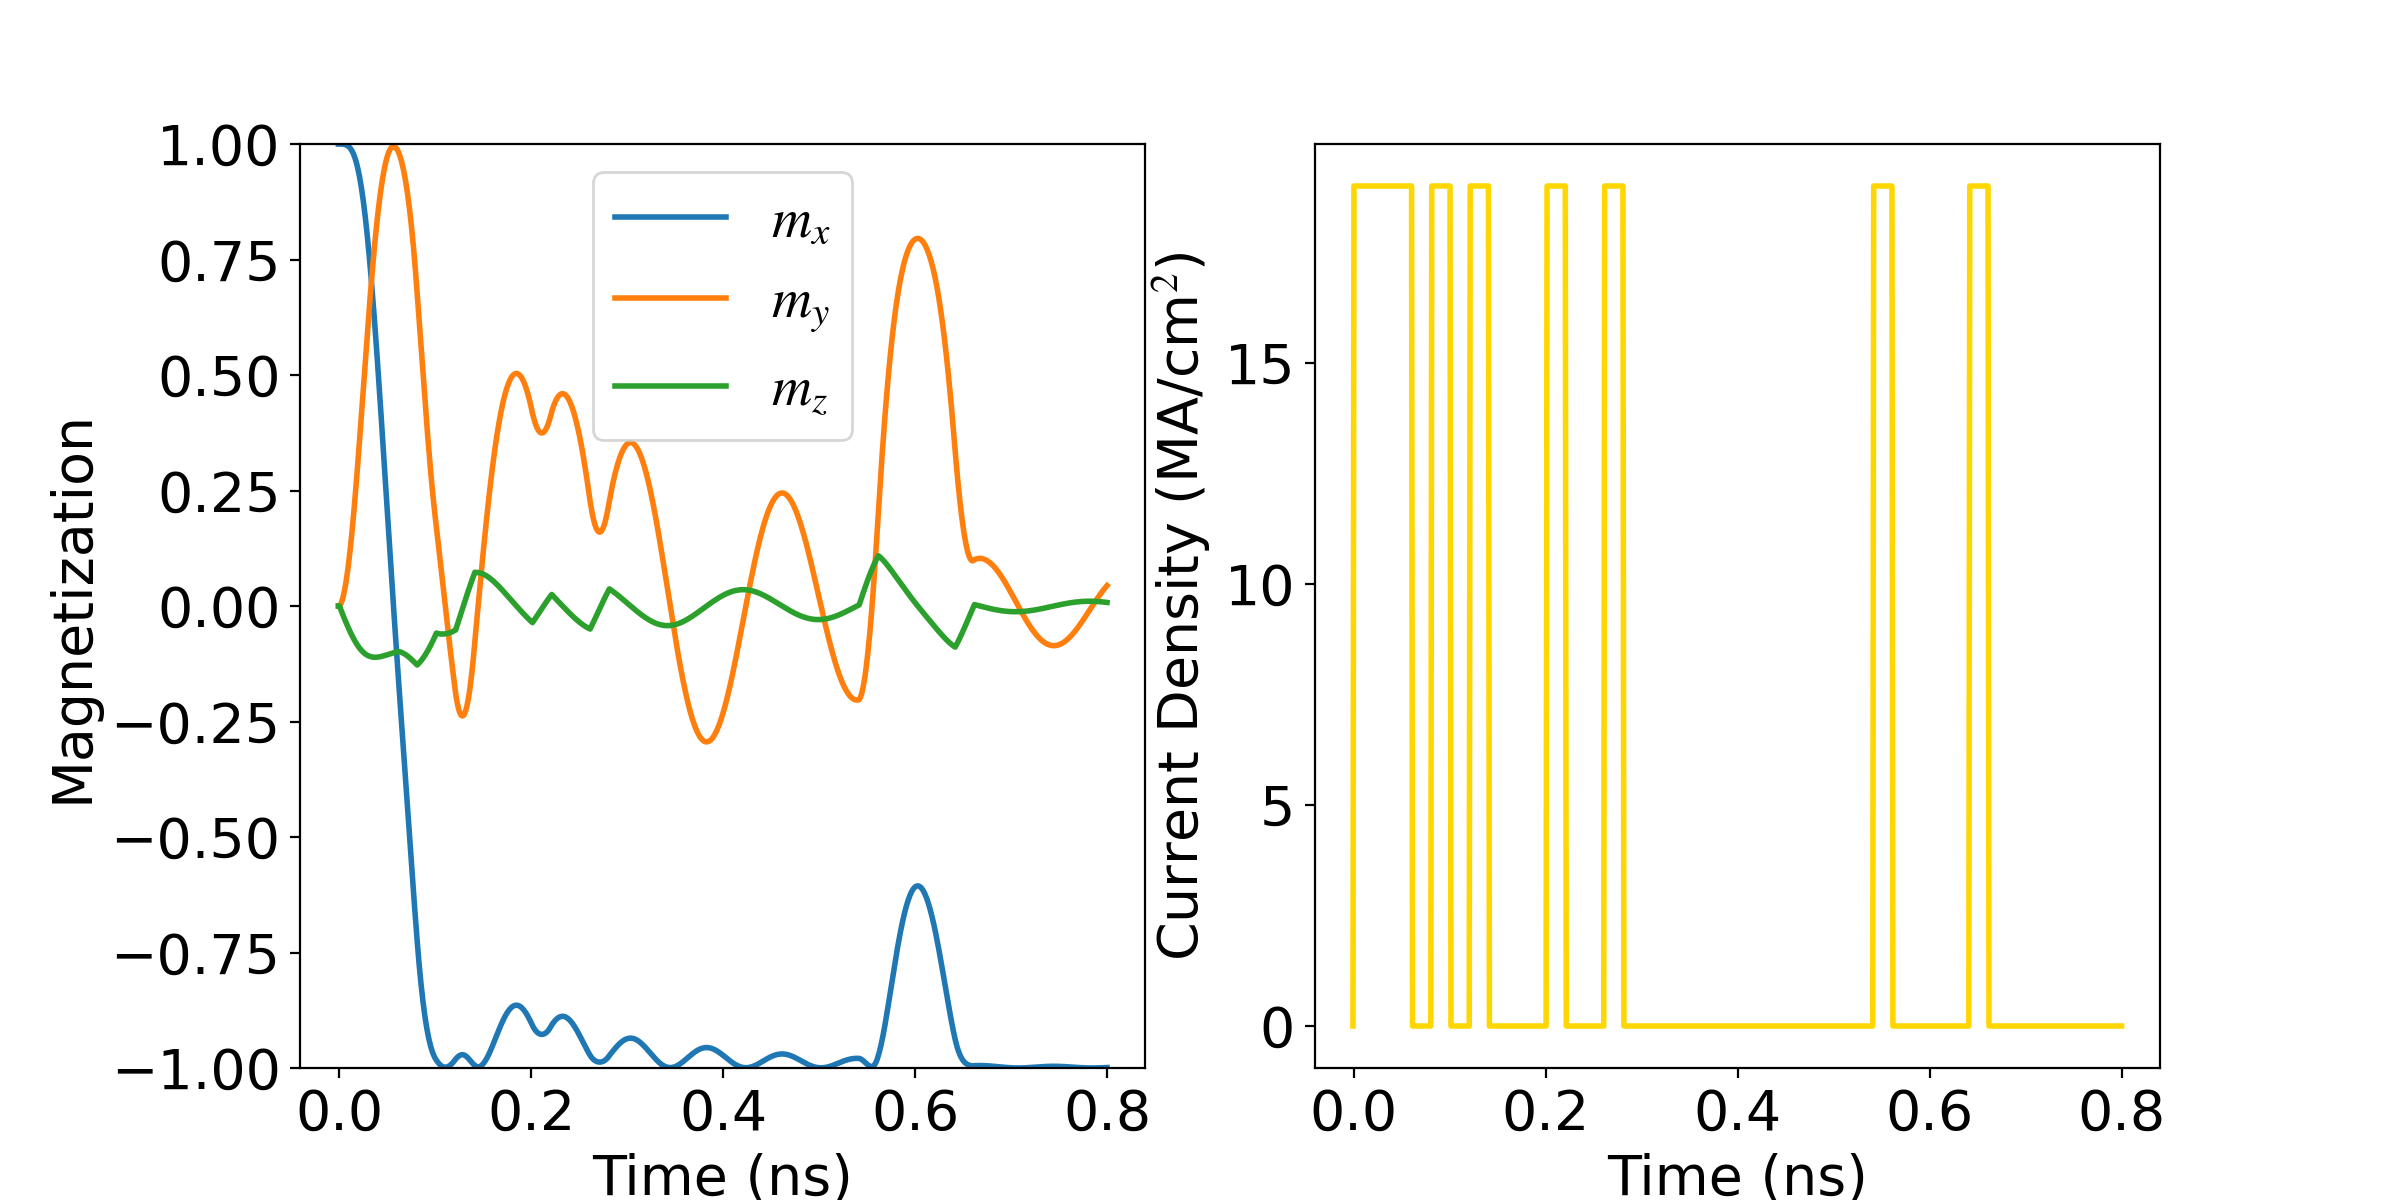 1.00
0.75
0.50
0.25
0.00
−0.25
−0.50
−0.75
−1.00
Magnetization
0.0 0.2 0.4 0.6 0.8
Time (ns)
m_x
m_y
m_z
15
10
5
0
Current Density (MA/cm²)
0.0 0.2 0.4 0.6 0.8
Time (ns)